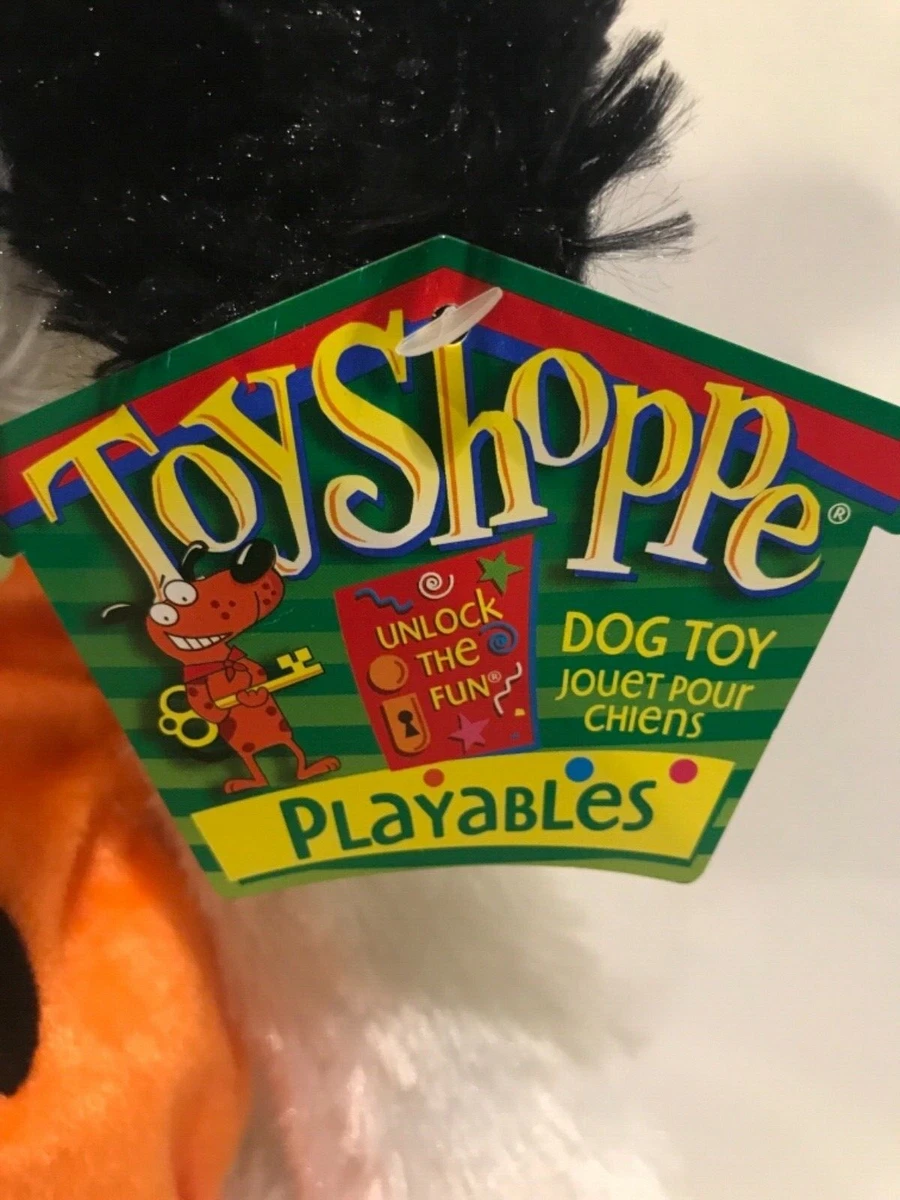 ToyShoppe®
UNLOCK
THE
FUN®
DOG TOY
JOUET POUR
CHIENS
PLAYABLES